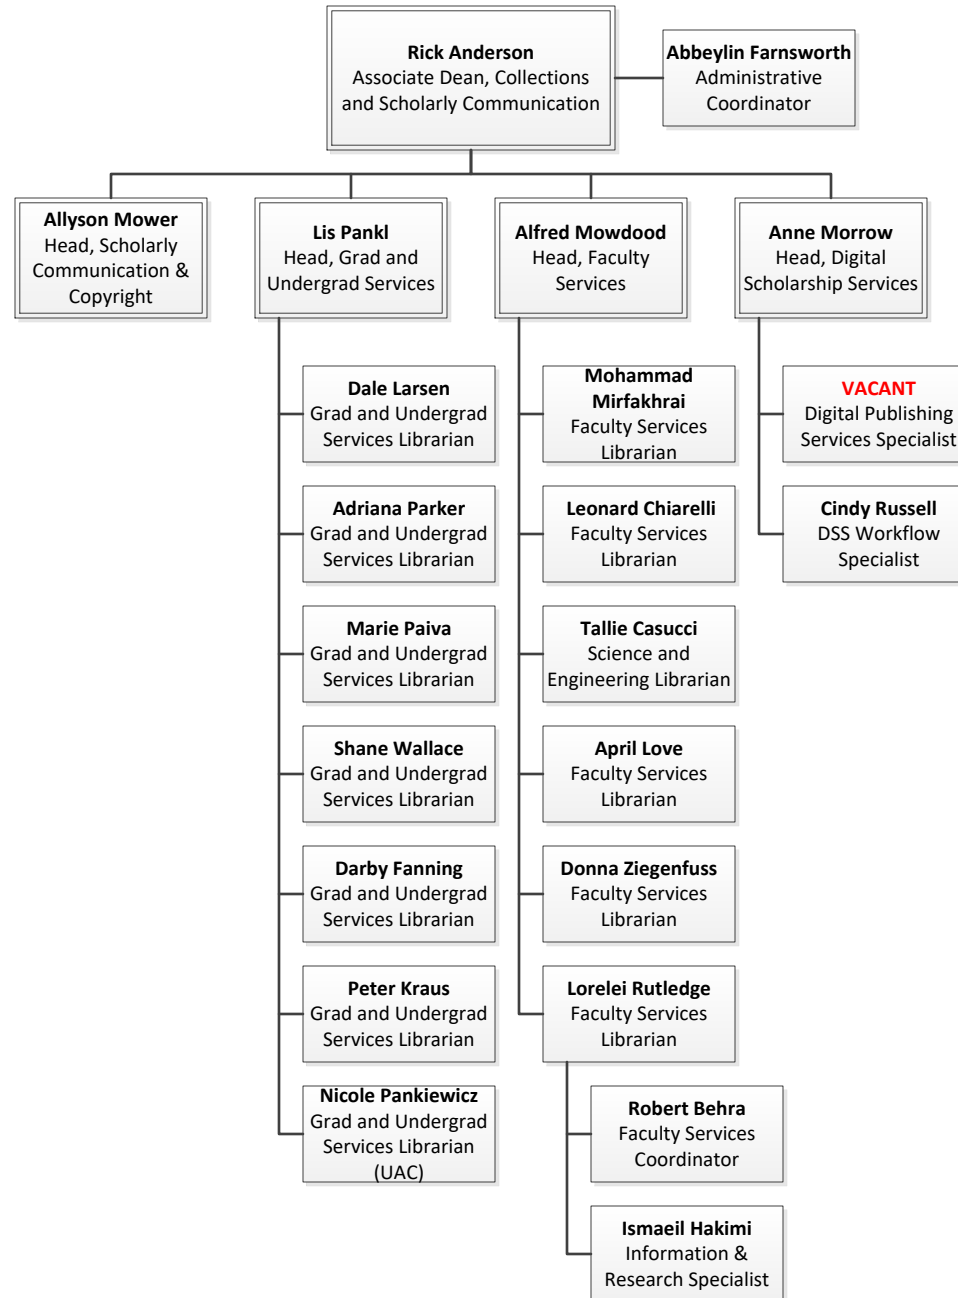 Rick Anderson
Associate Dean, Collections
and Scholarly Communication
Abbeylin Farnsworth
Administrative
Coordinator
Allyson Mower
Head, Scholarly
Communication &
Copyright
Lis Pankl
Head, Grad and
Undergrad Services
Alfred Mowdood
Head, Faculty
Services
Anne Morrow
Head, Digital
Scholarship Services
Dale Larsen
Grad and Undergrad
Services Librarian
Adriana Parker
Grad and Undergrad
Services Librarian
Marie Paiva
Grad and Undergrad
Services Librarian
Shane Wallace
Grad and Undergrad
Services Librarian
Darby Fanning
Grad and Undergrad
Services Librarian
Peter Kraus
Grad and Undergrad
Services Librarian
Nicole Pankiewicz
Grad and Undergrad
Services Librarian
(UAC)
Mohammad
Mirfakhrai
Faculty Services
Librarian
Leonard Chiarelli
Faculty Services
Librarian
Tallie Casucci
Science and
Engineering Librarian
April Love
Faculty Services
Librarian
Donna Ziegenfuss
Faculty Services
Librarian
Lorelei Rutledge
Faculty Services
Librarian
Robert Behra
Faculty Services
Coordinator
Ismaeil Hakimi
Information &
Research Specialist
VACANT
Digital Publishing
Services Specialist
Cindy Russell
DSS Workflow
Specialist